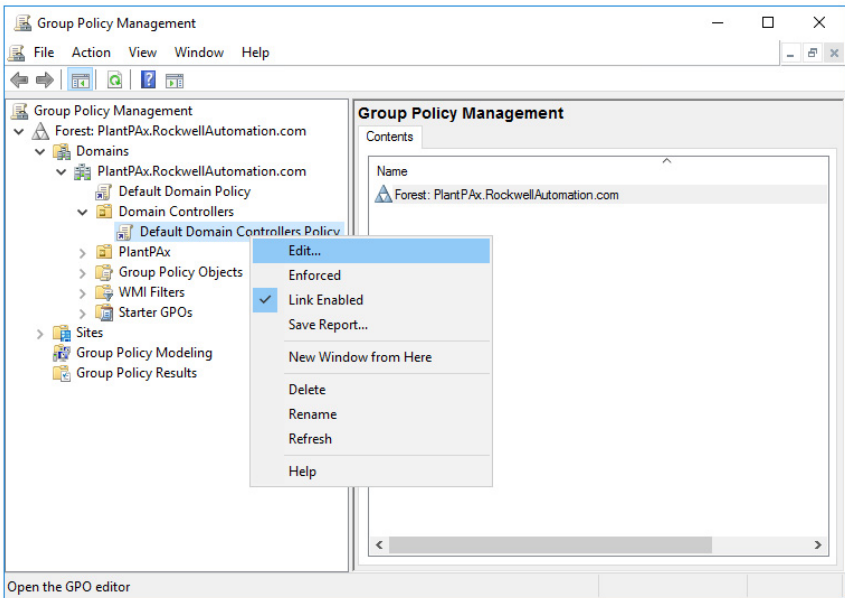 Group Policy Management
File Action View Window Help
Group Policy Management
Forest: PlantPAx.RockwellAutomation.com
Domains
PlantPAx.RockwellAutomation.com
Default Domain Policy
Domain Controllers
Default Domain Controllers Policy
PlantPAx
Group Policy Objects
WMI Filters
Starter GPOs
Sites
Group Policy Modeling
Group Policy Results
Edit...
Enforced
Link Enabled
Save Report...
New Window from Here
Delete
Rename
Refresh
Help
Group Policy Management
Contents
Name
Forest: PlantPAx.RockwellAutomation.com
Open the GPO editor